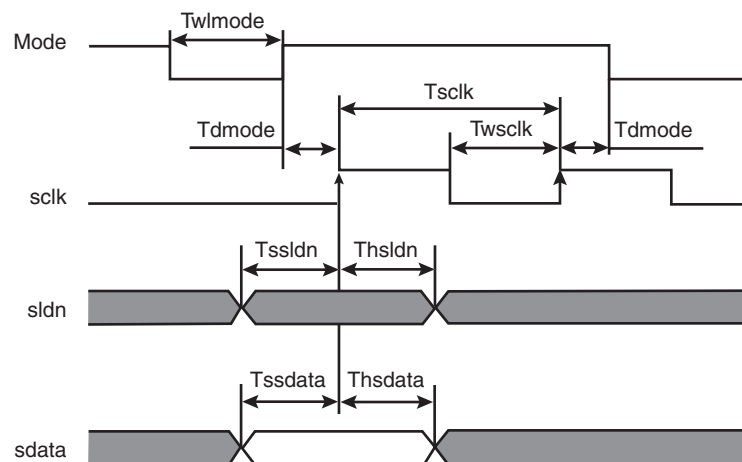 Twlmode
Mode
Tsclk
Tdmode
Twsclk
Tdmode
sclk
Tssldn
Thsldn
sldn
Tssdata
Thsdata
sdata